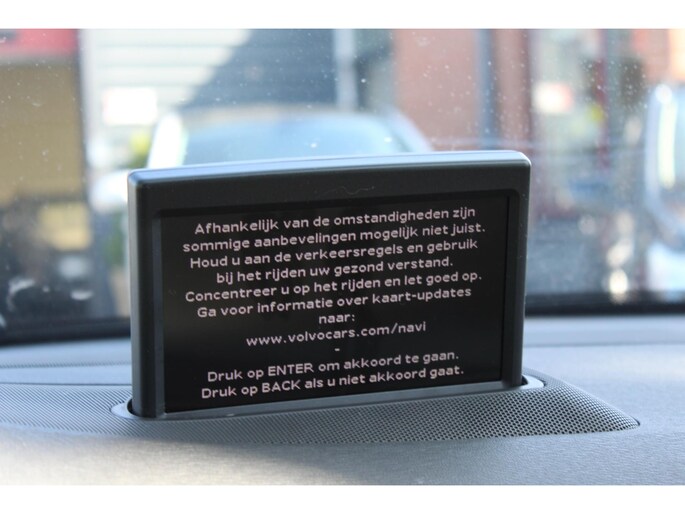 Afhankelijk van de omstandigheden zijn
sommige aanbevelingen mogelijk niet juist.
Houd u aan de verkeersregels en gebruik
bij het rijden uw gezond verstand.
Concentreer u op het rijden en let goed op.
Ga voor informatie over kaart-updates
naar:
www.volvocars.com/navi
-
Druk op ENTER om akkoord te gaan.
Druk op BACK als u niet akkoord gaat.